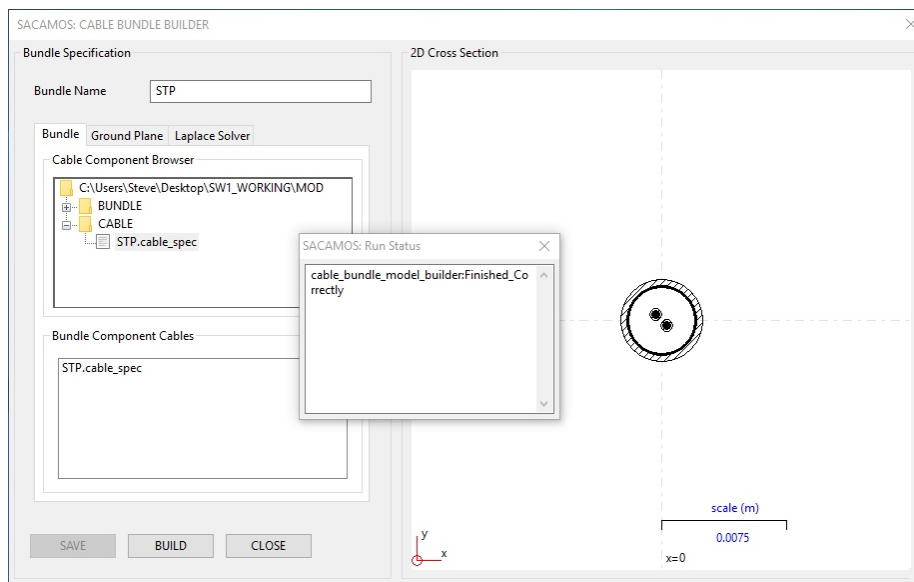 SACAMOS: CABLE BUNDLE BUILDER
Bundle Specification
Bundle Name
STP
Bundle
Ground Plane
Laplace Solver
Cable Component Browser
C:\Users\Steve\Desktop\SW1_WORKING\MOD
BUNDLE
CABLE
STP.cable_spec
Bundle Component Cables
STP.cable_spec
SAVE
BUILD
CLOSE
SACAMOS: Run Status
cable_bundle_model_builder:Finished_Co
rrectly
2D Cross Section
scale (m)
0.0075
x=0
y
x